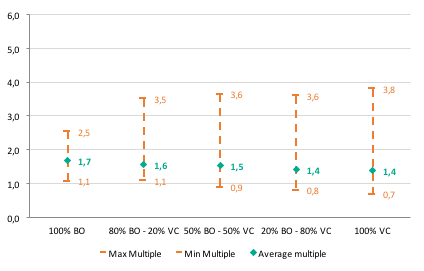 6,0
5,0
4,0
3,0
2,0
1,0
0,0
2,5
1,7
1,1
3,5
1,6
1,1
3,6
1,5
0,9
3,6
1,4
0,8
3,8
1,4
0,7
100% BO
80% BO - 20% VC
50% BO - 50% VC
20% BO - 80% VC
100% VC
Max Multiple
Min Multiple
Average multiple